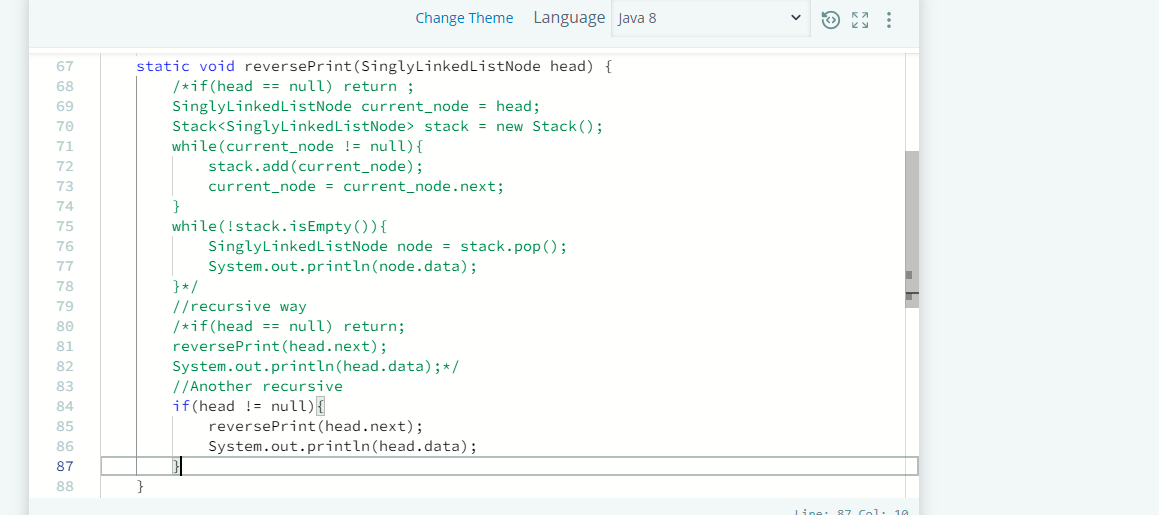 Change Theme Language Java 8
67 static void reversePrint(SinglyLinkedListNode head) {
68 /*if(head == null) return ;
69 SinglyLinkedListNode current_node = head;
70 Stack<SinglyLinkedListNode> stack = new Stack();
71 while(current_node != null){
72 stack.add(current_node);
73 current_node = current_node.next;
74 }
75 while(!stack.isEmpty()){
76 SinglyLinkedListNode node = stack.pop();
77 System.out.println(node.data);
78 }*/
79 //recursive way
80 /*if(head == null) return;
81 reversePrint(head.next);
82 System.out.println(head.data);*/
83 //Another recursive
84 if(head != null){
85 reversePrint(head.next);
86 System.out.println(head.data);
87 }
88 }
Line: 87 Col: 10